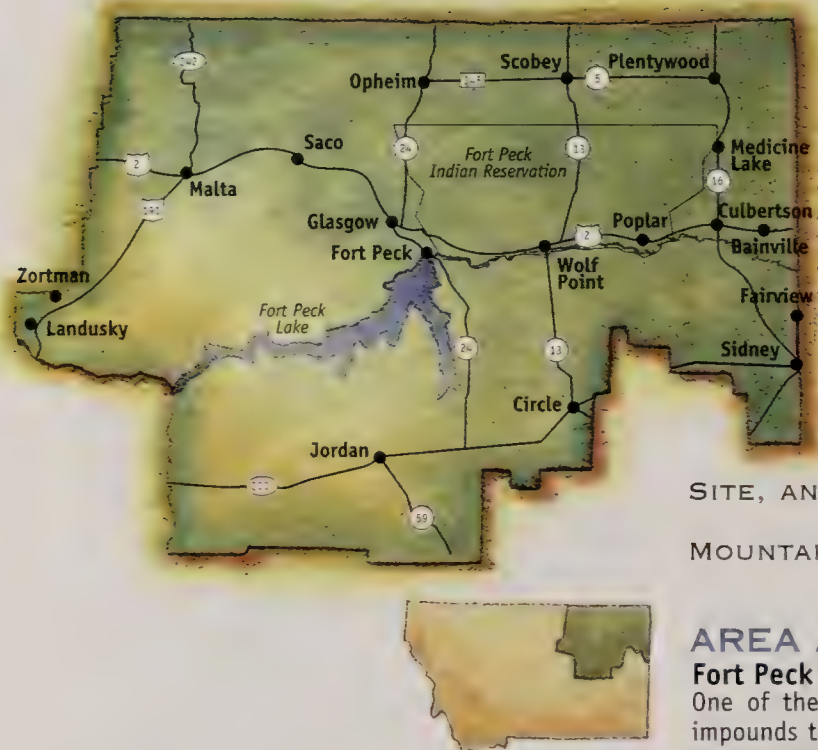 Scobey
Plentywood
Opheim
5
Saco
24
Fort Peck
Indian Reservation
13
Medicine
Lake
2
Malta
16
Glasgow
Poplar
Culbertson
2
Bainville
Fort Peck
Wolf
Point
Zortman
Fairview
Landusky
Fort Peck
Lake
24
13
Sidney
Circle
Jordan
59
SITE, AN
MOUNTAI
AREA A
Fort Peck
One of the
impounds t